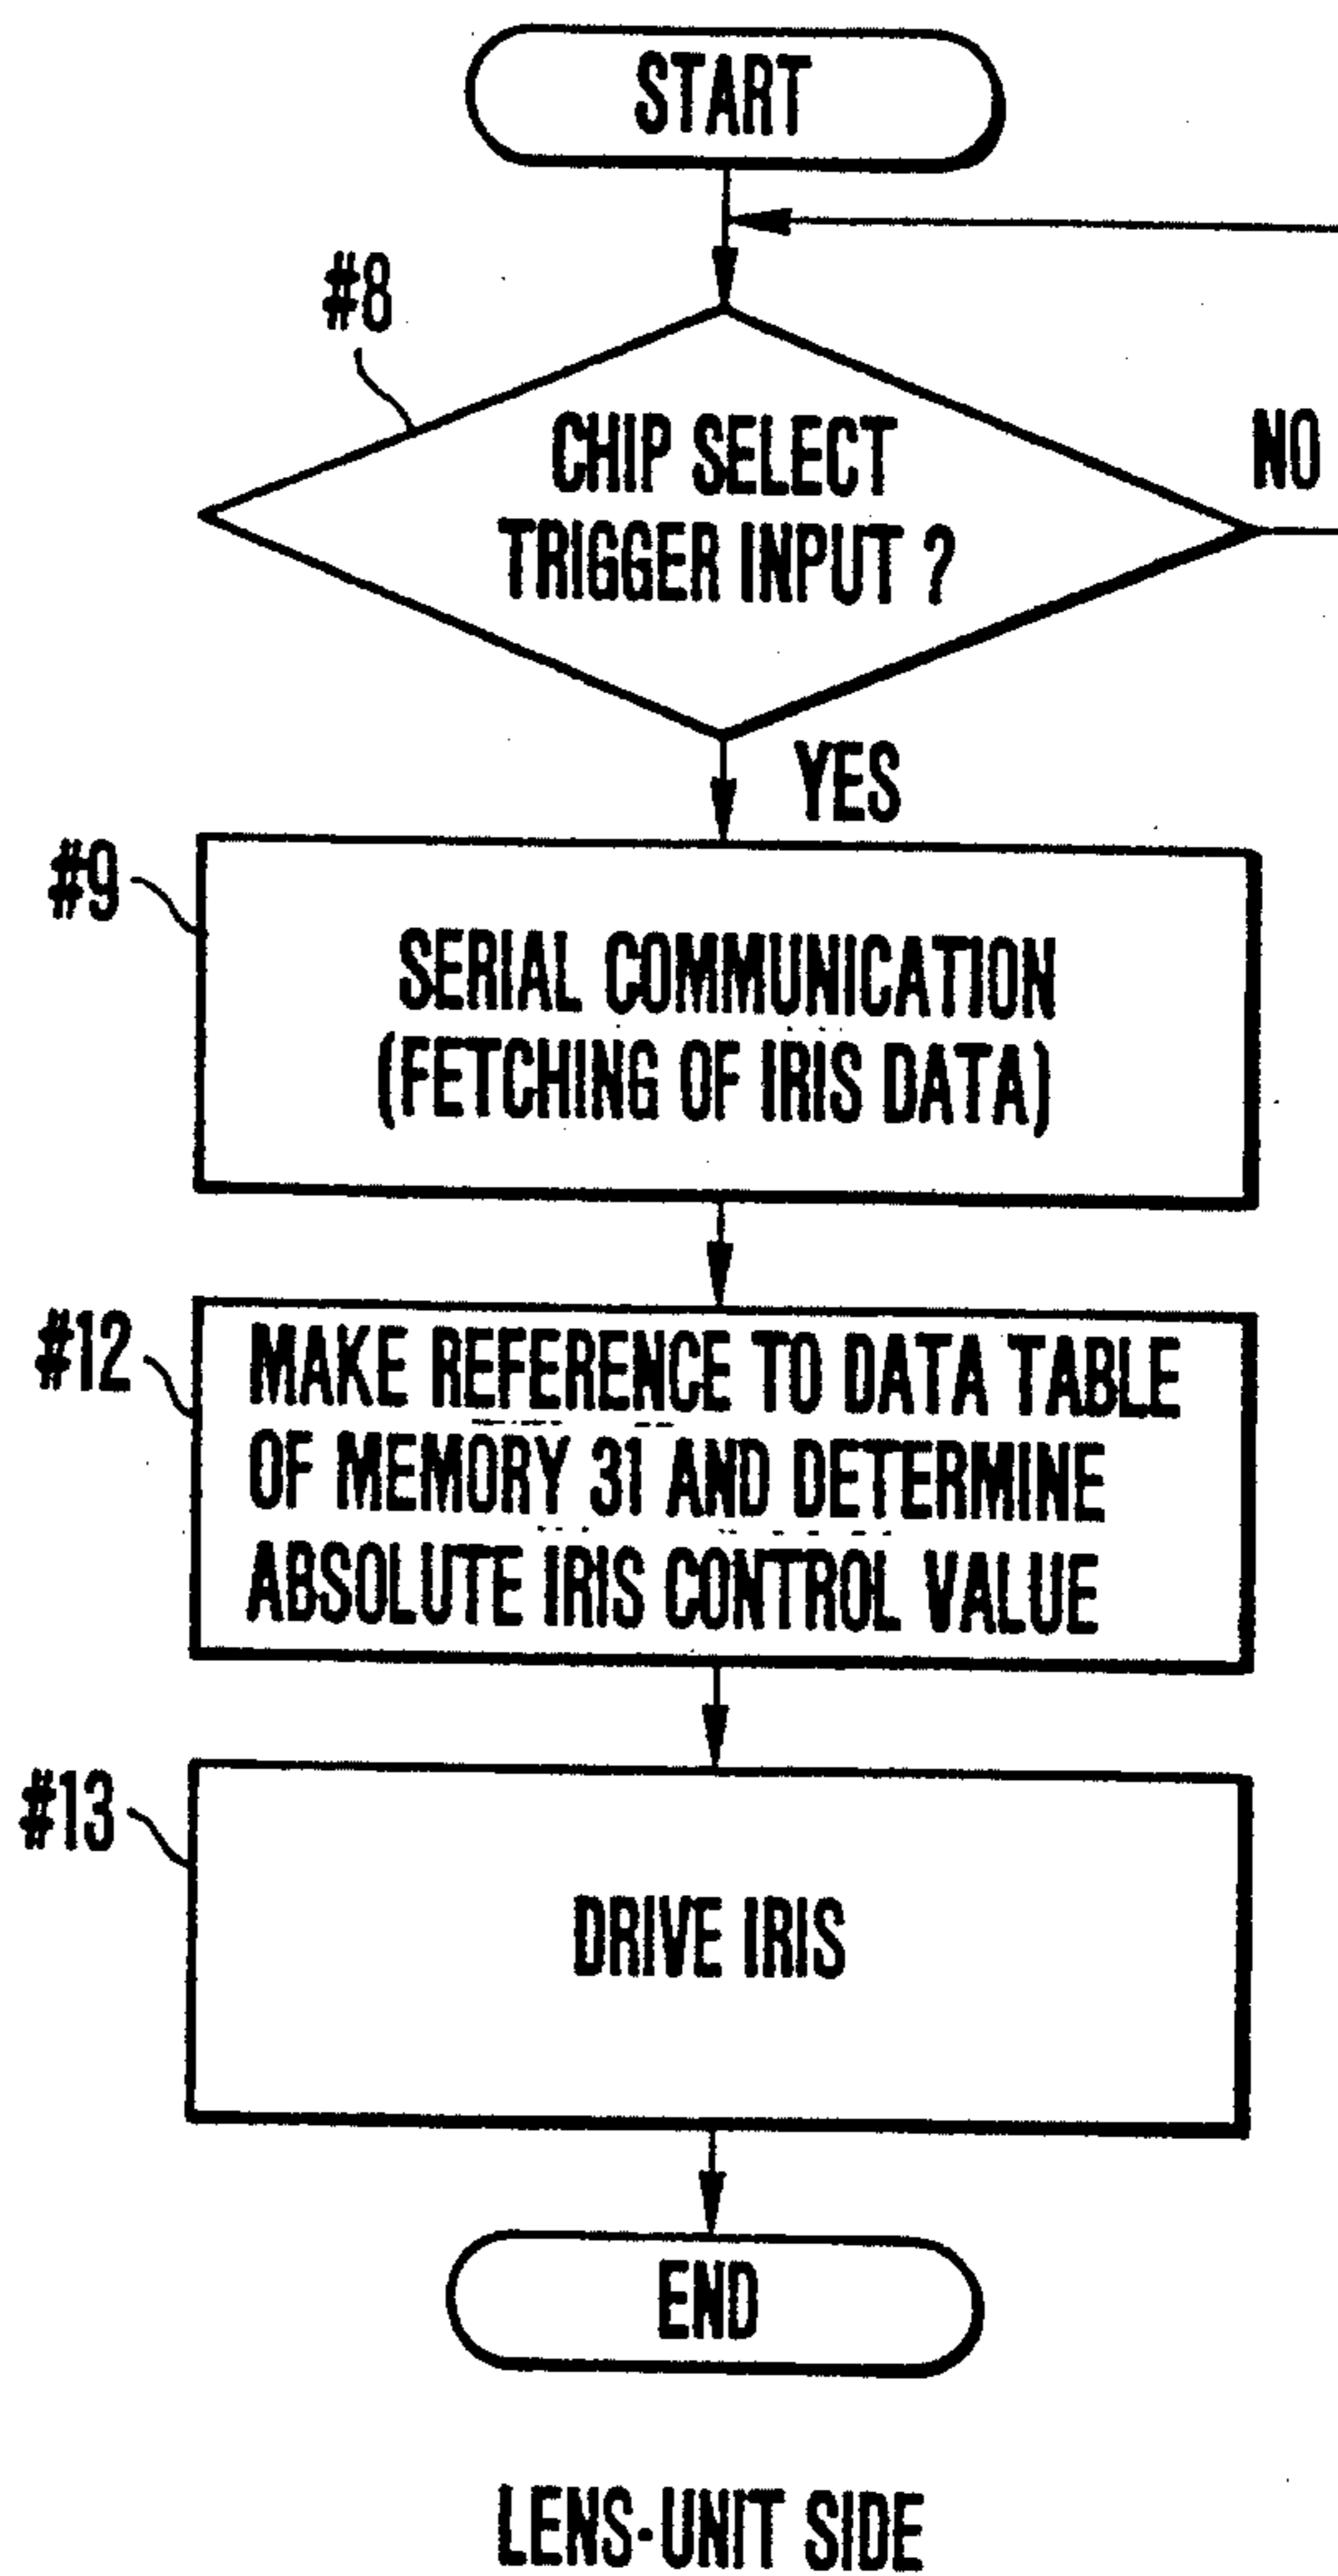 START
#8
CHIP SELECT
TRIGGER INPUT ?
NO
YES
#9
SERIAL COMMUNICATION
(FETCHING OF IRIS DATA)
#12
MAKE REFERENCE TO DATA TABLE
OF MEMORY 31 AND DETERMINE
ABSOLUTE IRIS CONTROL VALUE
#13
DRIVE IRIS
END
LENS-UNIT SIDE